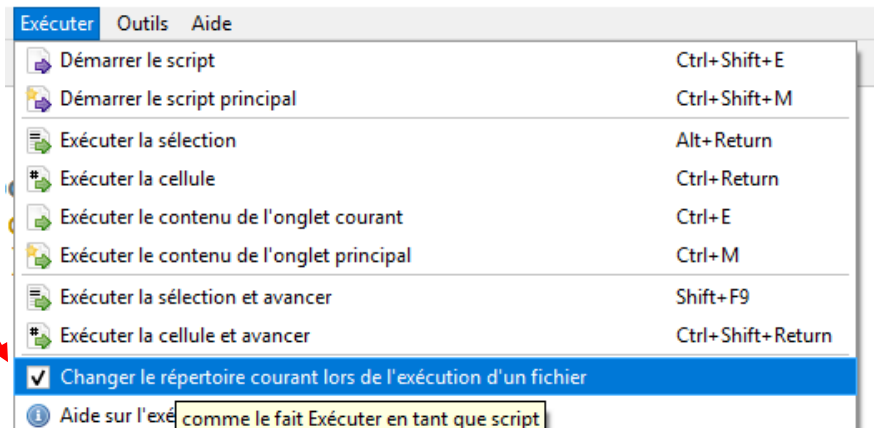 Exécuter Outils Aide
Démarrer le script Ctrl+Shift+E
Démarrer le script principal Ctrl+Shift+M
Exécuter la sélection Alt+Return
Exécuter la cellule Ctrl+Return
Exécuter le contenu de l'onglet courant Ctrl+E
Exécuter le contenu de l'onglet principal Ctrl+M
Exécuter la sélection et avancer Shift+F9
Exécuter la cellule et avancer Ctrl+Shift+Return
Changer le répertoire courant lors de l'exécution d'un fichier
Aide sur l'exé
comme le fait Exécuter en tant que script